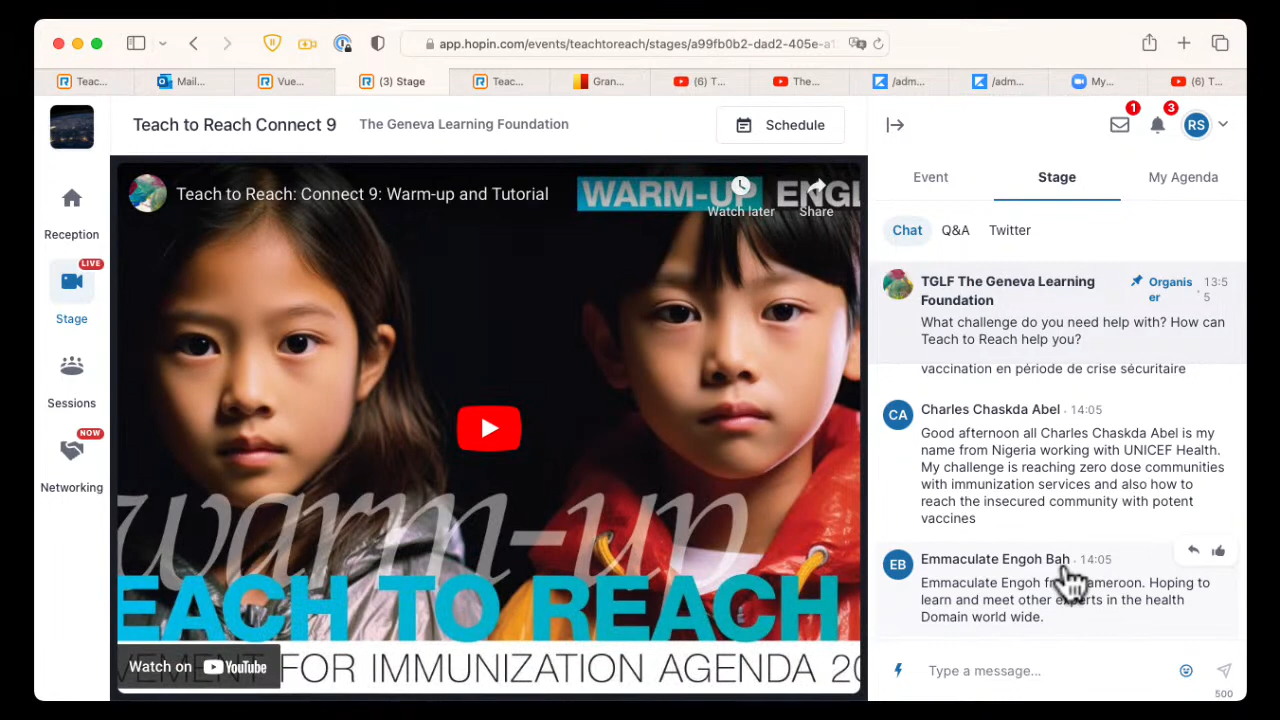 app.hopin.com/events/teachtoreach/stages/a99fb0b2-dad2-405e-a1
Teac...
Mail...
Vue...
(3) Stage
Teac...
Gran...
(6) T...
The...
/adm...
/adm...
My...
(6) T...
Teach to Reach Connect 9
The Geneva Learning Foundation
Schedule
1
3
RS
Reception
LIVE
Stage
Sessions
NOW
Networking
Teach to Reach: Connect 9: Warm-up and Tutorial
WARM-UP ENGL
Watch later
Share
warm-up
EACH TO REACH
VEMENT FOR IMMUNIZATION AGENDA 20
Watch on YouTube
Event
Stage
My Agenda
Chat
Q&A
Twitter
TGLF The Geneva Learning
Foundation
Organis
er
· 13:5
5
What challenge do you need help with? How can
Teach to Reach help you?
vaccination en période de crise sécuritaire
CA
Charles Chaskda Abel · 14:05
Good afternoon all Charles Chaskda Abel is my
name from Nigeria working with UNICEF Health.
My challenge is reaching zero dose communities
with immunization services and also how to
reach the insecured community with potent
vaccines
EB
Emmaculate Engoh Bah · 14:05
Emmaculate Engoh ameroon. Hoping to
learn and meet other experts in the health
Domain world wide.
Type a message...
500